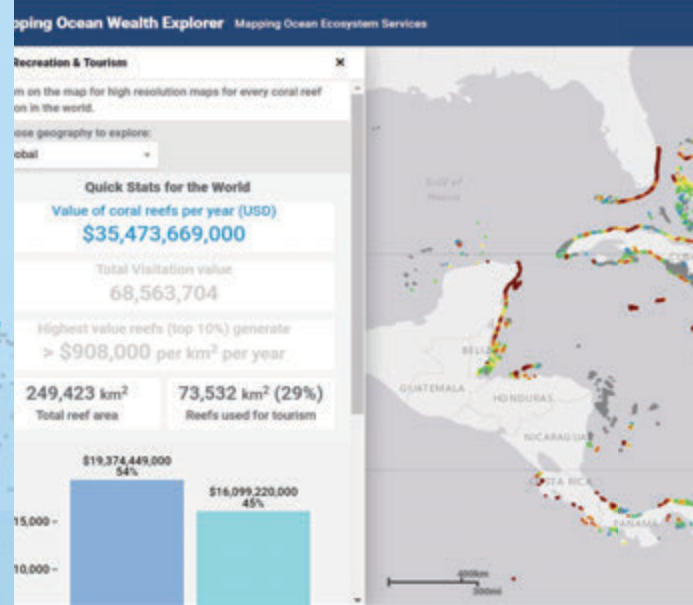 pping Ocean Wealth Explorer Mapping Ocean Ecosystem Services
Recreation & Tourism ×
m on the map for high resolution maps for every coral reef
on in the world.
ose geography to explore:
obal
Quick Stats for the World
Value of coral reefs per year (USD)
$35,473,669,000
Total Visitation value
68,563,704
Highest value reefs (top 10%) generate
> $908,000 per km² per year
249,423 km²
Total reef area
73,532 km² (29%)
Reefs used for tourism
$19,374,449,000
54%
$16,099,220,000
45%
15,000
10,000
Gulf of
Mexico
BELIZ
GUATEMALA
HONDURAS
NICARAGUA
COSTA RICA
PANAMA
400km
300mi